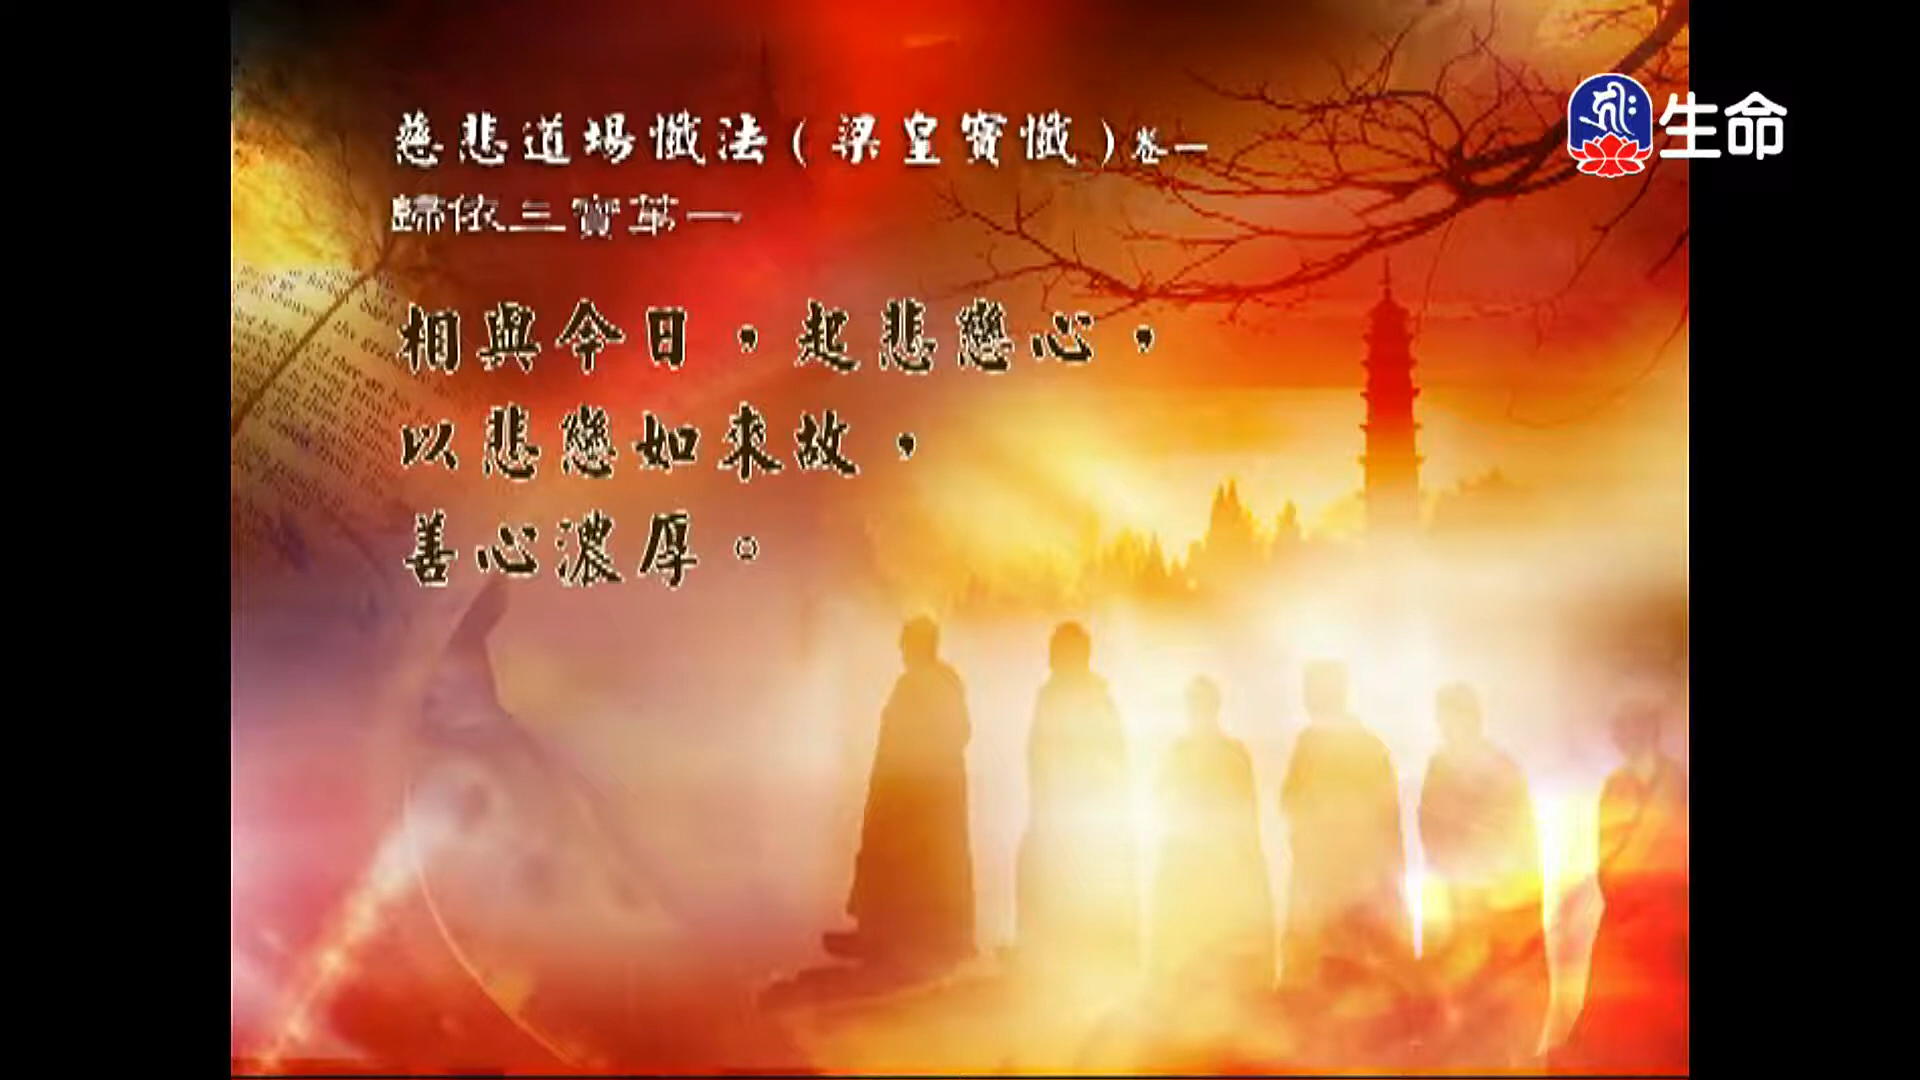 慈悲道場懺法(梁皇寶懺)卷一
生命
歸依三寶第一
相與今日，起悲戀心，
以悲戀如來故，
善心濃厚。